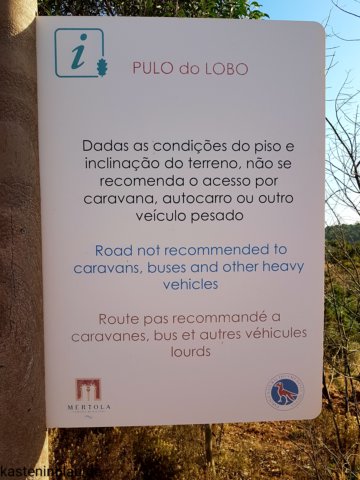 i
PULO do LOBO
Dadas as condições do piso e
inclinação do terreno, não se
recomenda o acesso por
caravana, autocarro ou outro
veículo pesado
Road not recommended to
caravans, buses and other heavy
vehicles
Route pas recommandé a
caravanes, bus et autres véhicules
lourds
MERTOLA